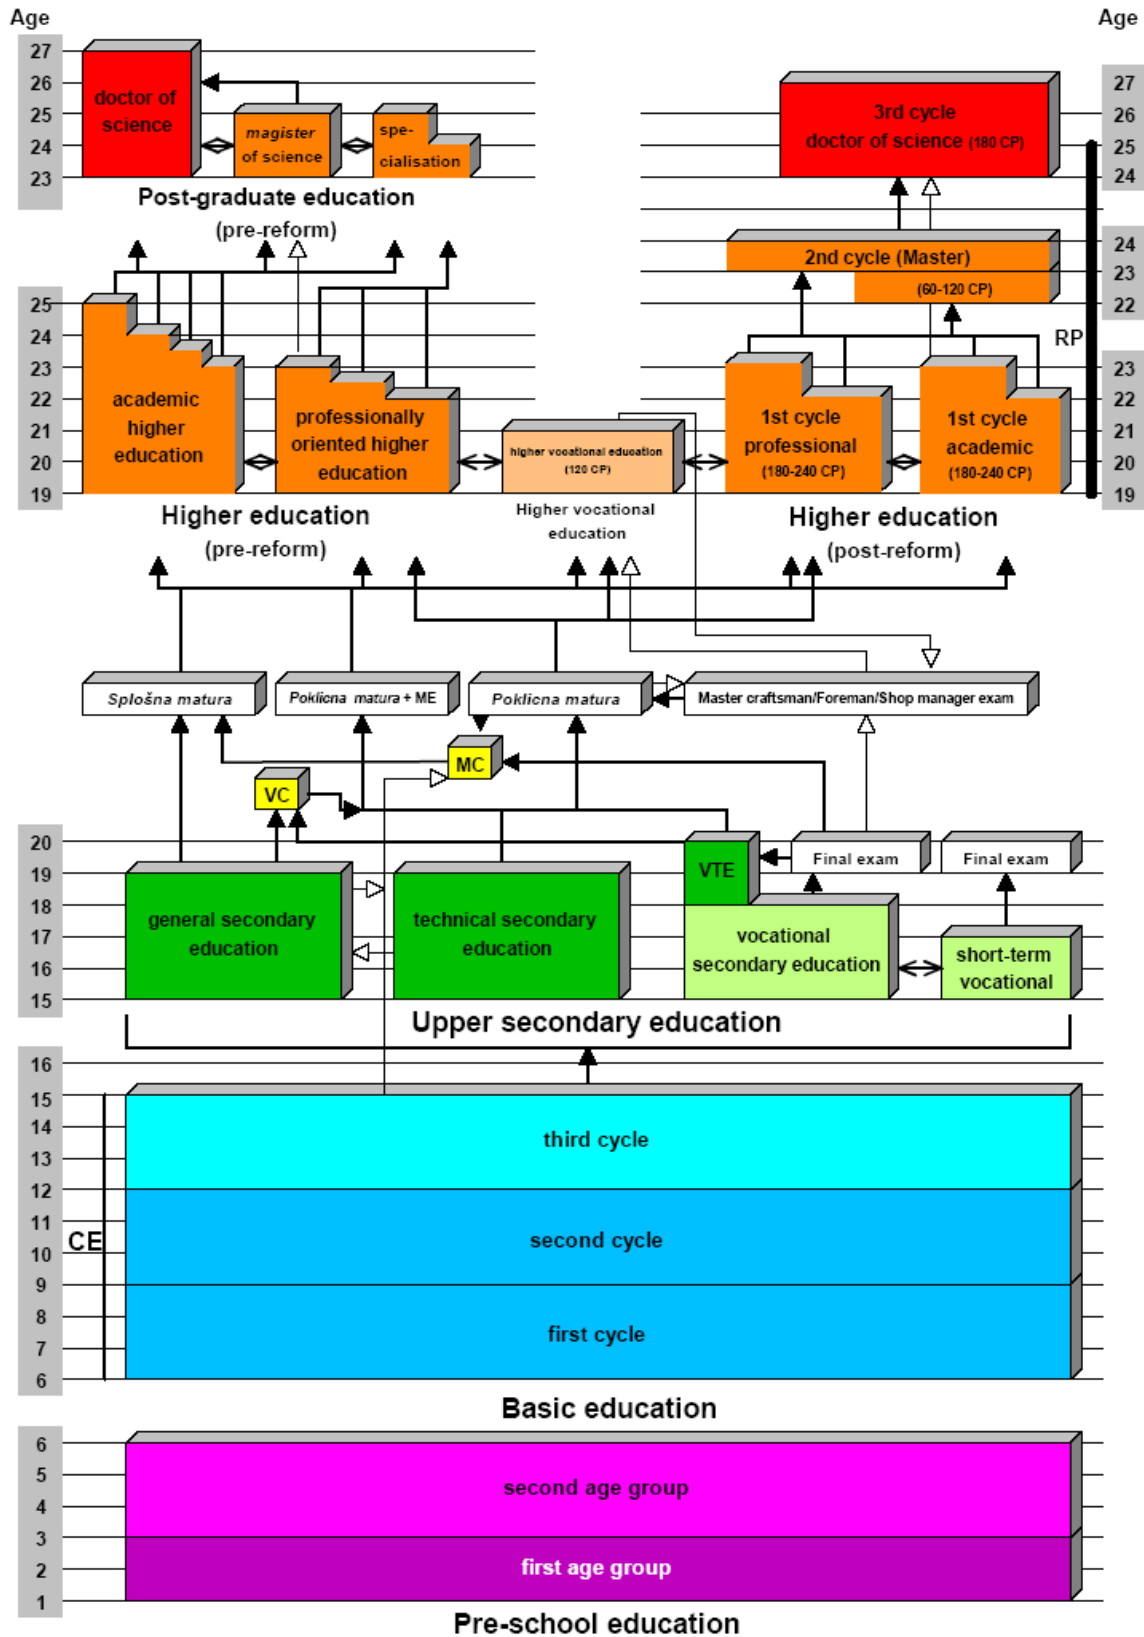 Age
Age
27
26
25
24
23
doctor of
science
magister
of science
spe-
cialisation
Post-graduate education
(pre-reform)
27
26
25
24
3rd cycle
doctor of science (180 CP)
24
23
22
2nd cycle (Master)
(60-120 CP)
RP
25
24
23
22
21
20
19
academic
higher
education
professionally
oriented higher
education
higher vocational education
(120 CP)
1st cycle
professional
(180-240 CP)
1st cycle
academic
(180-240 CP)
23
22
21
20
19
Higher education
(pre-reform)
Higher vocational
education
Higher education
(post-reform)
Splošna matura
Poklicna matura + ME
Poklicna matura
Master craftsman/Foreman/Shop manager exam
MC
VC
20
19
18
17
16
15
general secondary
education
technical secondary
education
VTE
Final exam
Final exam
vocational
secondary education
short-term
vocational
Upper secondary education
16
15
14
13
12
11
10
9
8
7
6
CE
third cycle
second cycle
first cycle
Basic education
6
5
4
3
2
1
second age group
first age group
Pre-school education